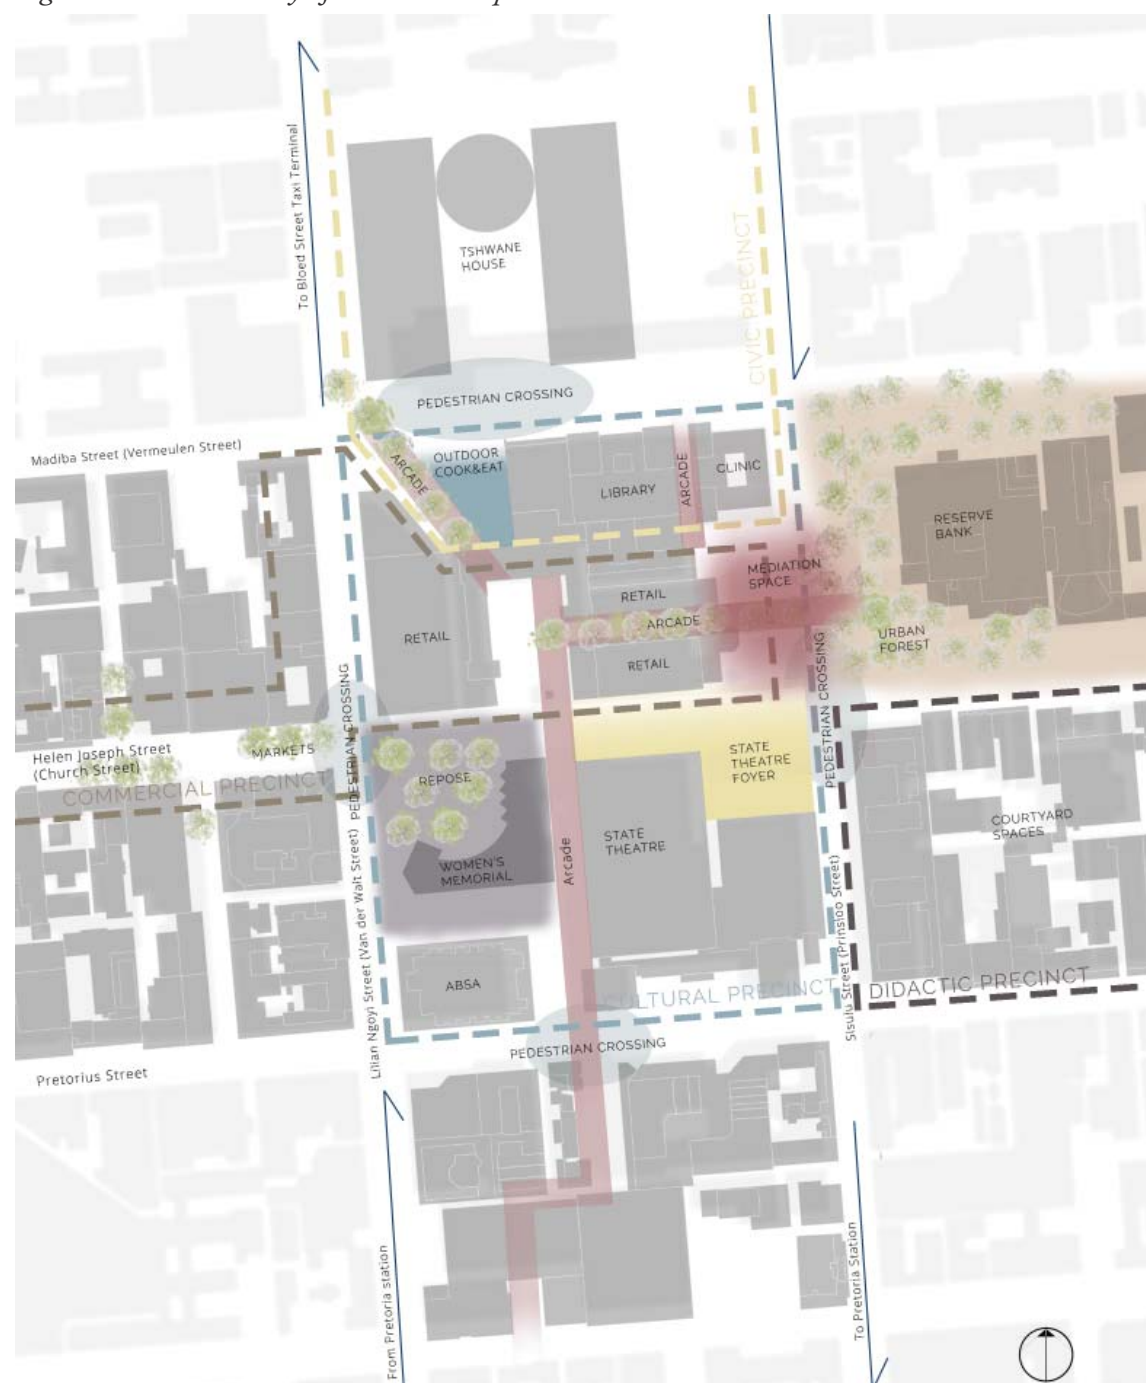 To Bloed Street Taxi Terminal
TSHWANE
HOUSE
CIVIC PRECINCT
PEDESTRIAN CROSSING
Madiba Street (Vermeulen Street)
ARCADE
OUTDOOR
COOK&EAT
LIBRARY
ARCADE
CLINIC
RESERVE
BANK
MEDIATION
SPACE
RETAIL
ARCADE
RETAIL
RETAIL
URBAN
FOREST
PEDESTRIAN CROSSING
PEDESTRIAN CROSSING
Helen Joseph Street
(Church Street)
MARKETS
COMMERCIAL PRECINCT
REPOSE
STATE
THEATRE
FOYER
COURTYARD
SPACES
STATE
THEATRE
Arcade
WOMEN'S
MEMORIAL
Lilian Ngoyi Street (Van der Walt Street)
Sisulu Street (Prinsloo Street)
ABSA
CULTURAL PRECINCT
DIDACTIC PRECINCT
PEDESTRIAN CROSSING
Pretorius Street
From Pretoria station
To Pretoria Station